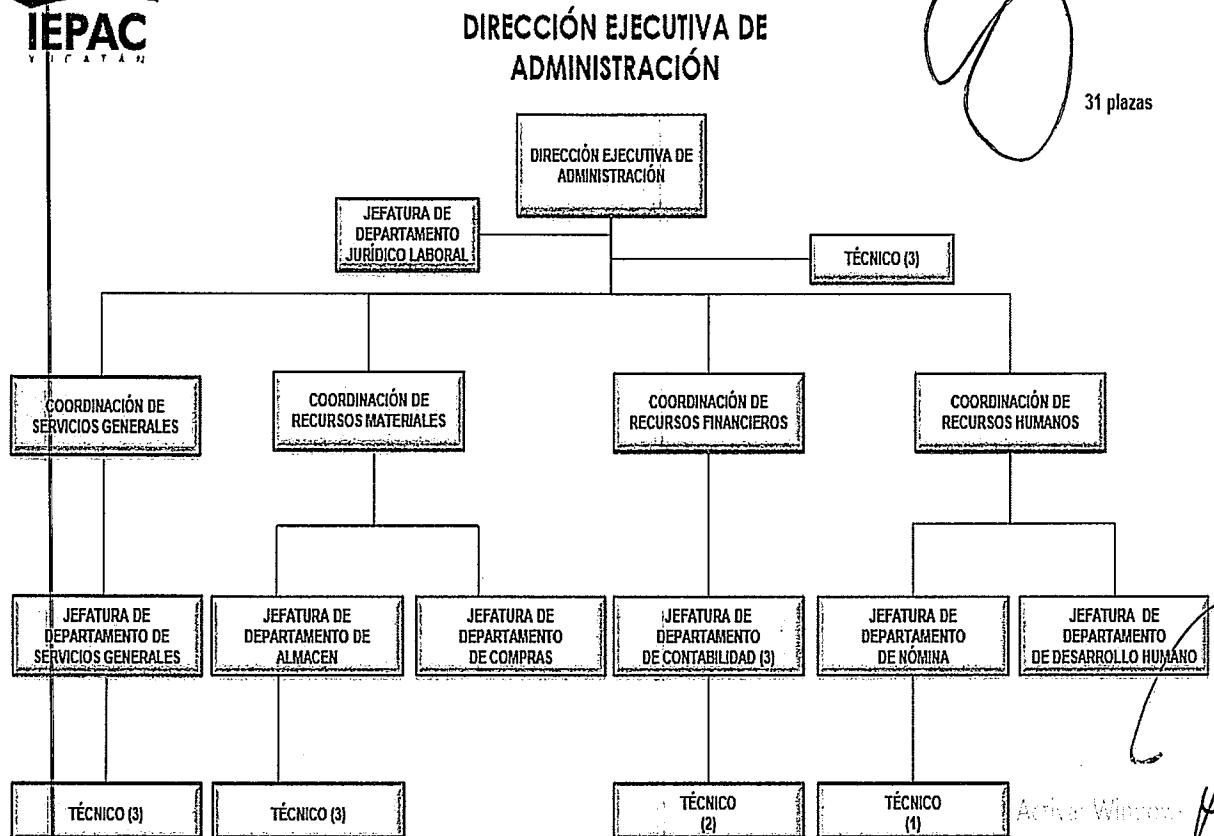 IEPAC
YUCATÁN
DIRECCIÓN EJECUTIVA DE
ADMINISTRACIÓN
31 plazas
DIRECCIÓN EJECUTIVA DE
ADMINISTRACIÓN
JEFATURA DE
DEPARTAMENTO
JURÍDICO LABORAL
TÉCNICO (3)
COORDINACIÓN DE
SERVICIOS GENERALES
COORDINACIÓN DE
RECURSOS MATERIALES
COORDINACIÓN DE
RECURSOS FINANCIEROS
COORDINACIÓN DE
RECURSOS HUMANOS
JEFATURA DE
DEPARTAMENTO DE
SERVICIOS GENERALES
JEFATURA DE
DEPARTAMENTO DE
ALMACEN
JEFATURA DE
DEPARTAMENTO
DE COMPRAS
JEFATURA DE
DEPARTAMENTO
DE CONTABILIDAD (3)
JEFATURA DE
DEPARTAMENTO
DE NÓMINA
JEFATURA DE
DEPARTAMENTO
DE DESARROLLO HUMANO
TÉCNICO (3)
TÉCNICO (3)
TÉCNICO
(2)
TÉCNICO
(1)
Activar Windows